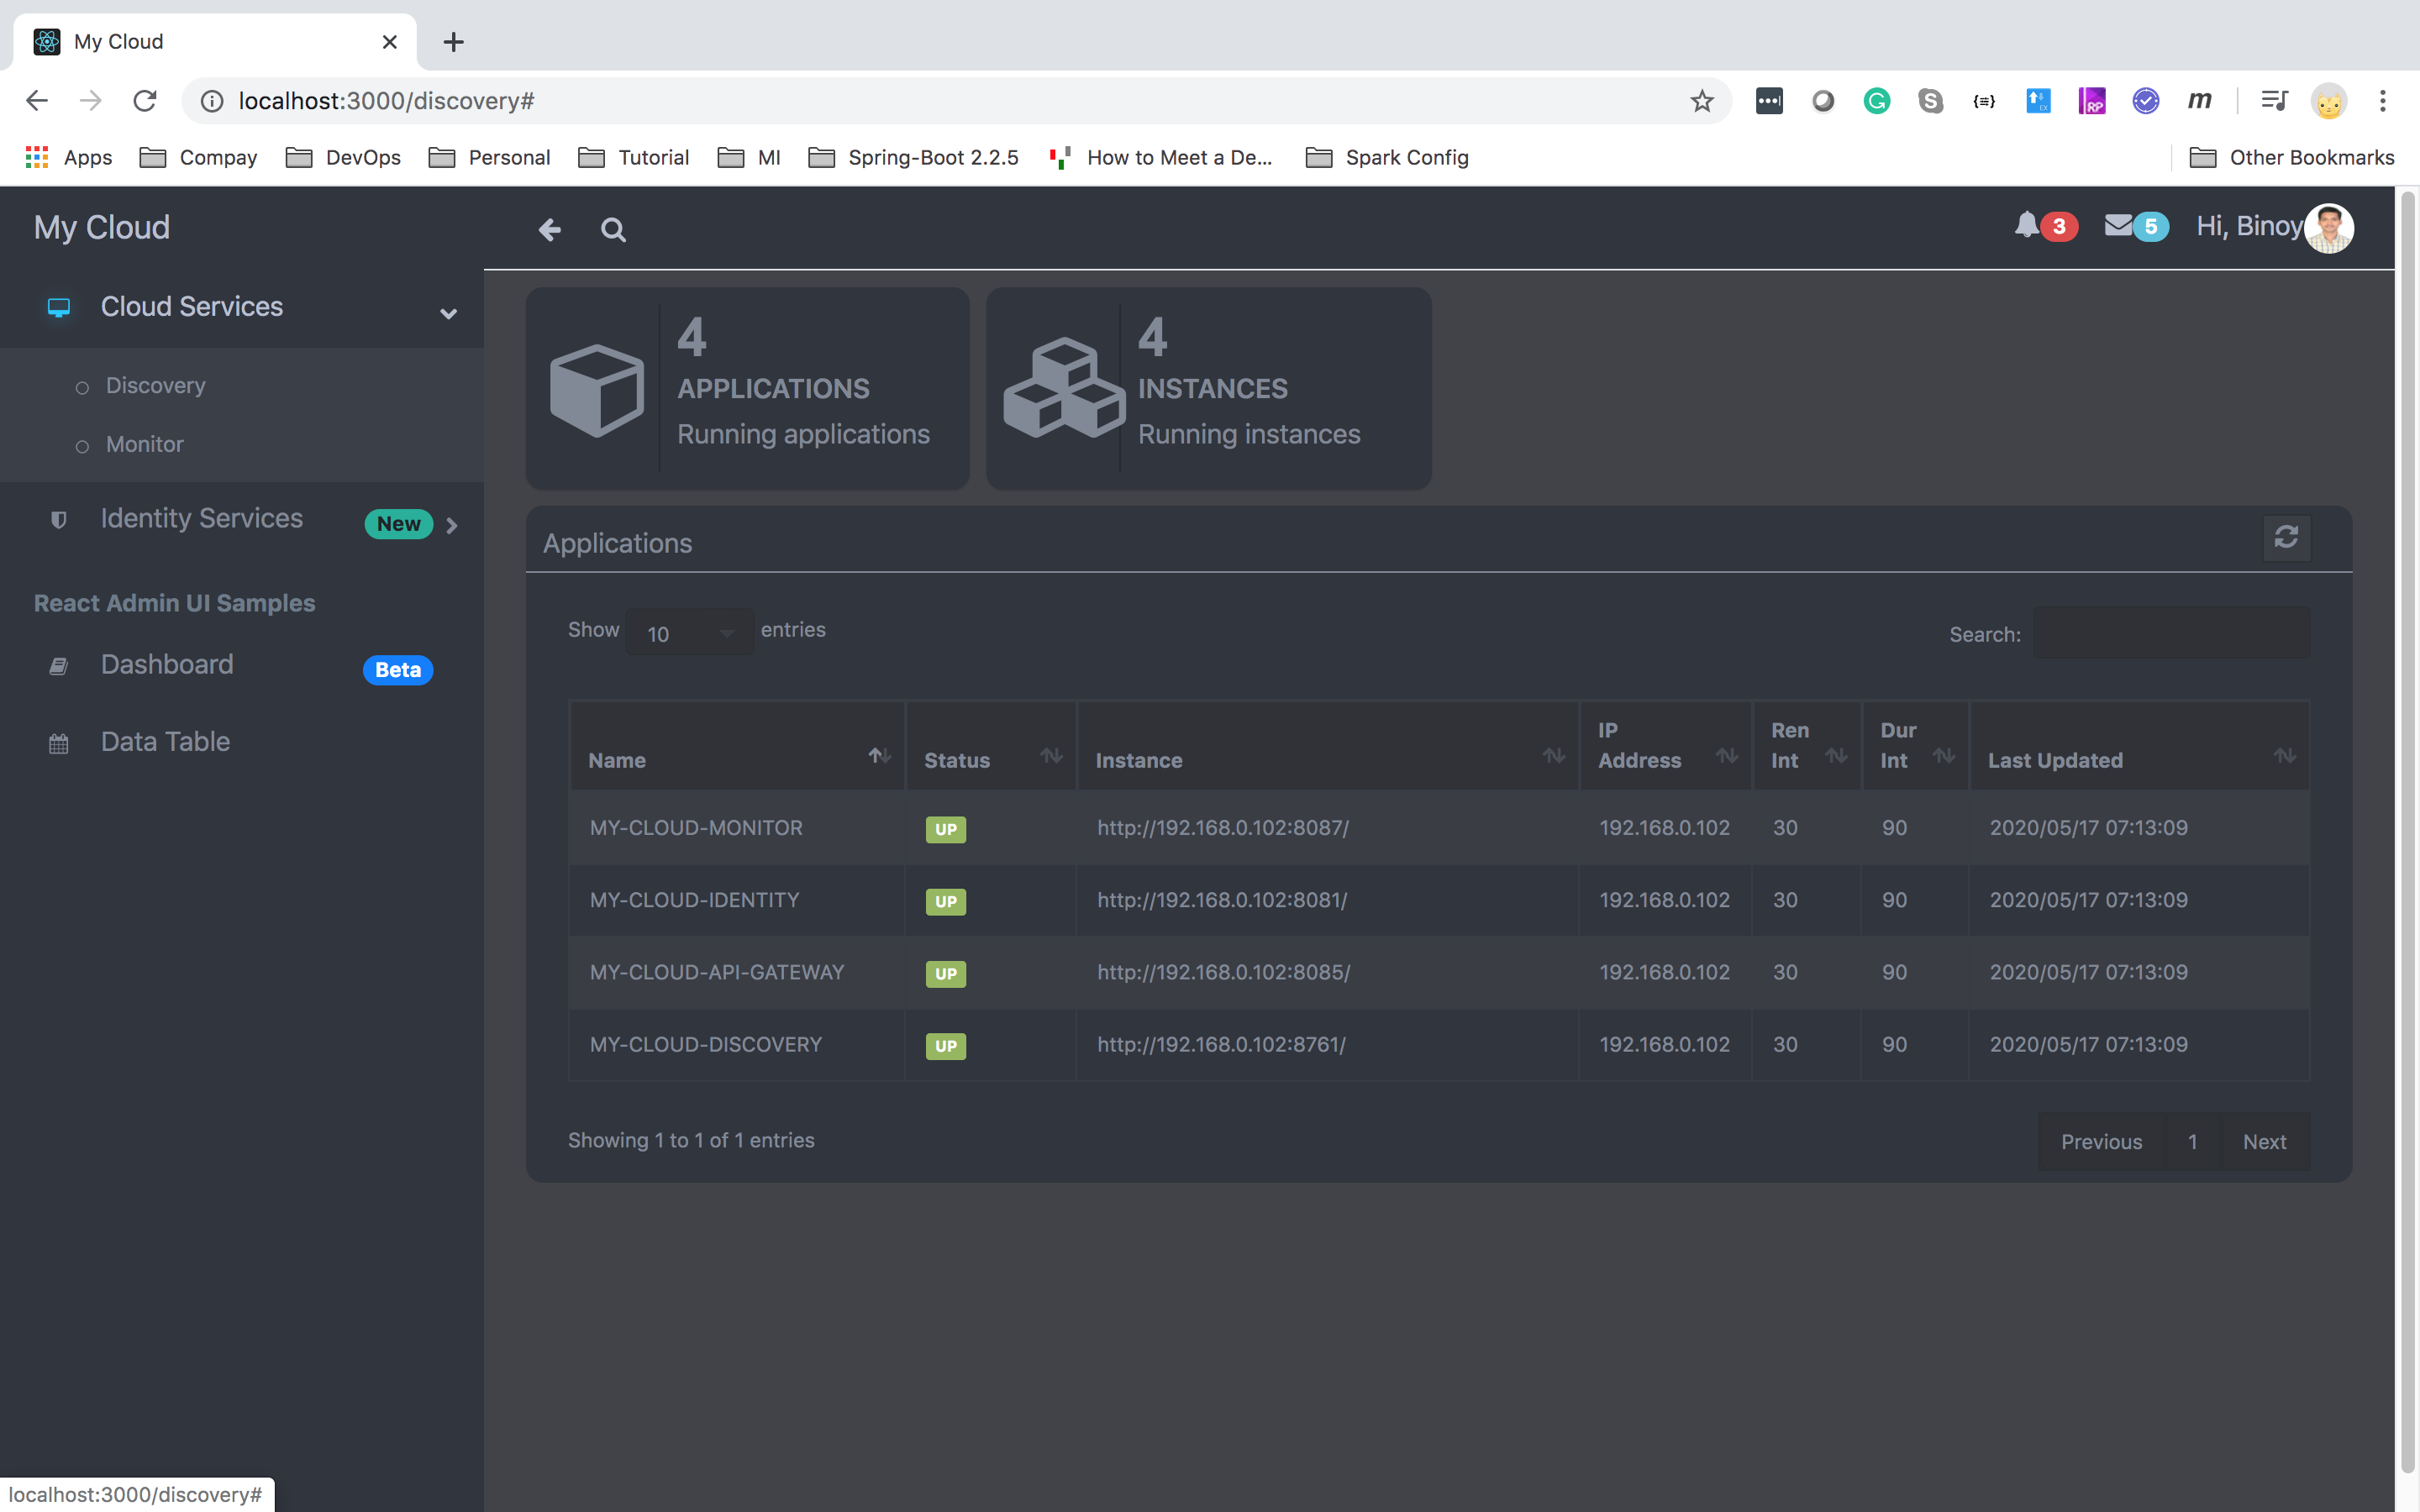 My Cloud
localhost:3000/discovery#
Apps Compay DevOps Personal Tutorial MI Spring-Boot 2.2.5 How to Meet a De... Spark Config Other Bookmarks
My Cloud
3 5 Hi, Binoy
Cloud Services
Discovery
Monitor
Identity Services New
React Admin UI Samples
Dashboard Beta
Data Table
4
APPLICATIONS
Running applications
4
INSTANCES
Running instances
Applications
Show 10 entries Search:
Name Status Instance IP Address Ren Int Dur Int Last Updated
MY-CLOUD-MONITOR UP http://192.168.0.102:8087/ 192.168.0.102 30 90 2020/05/17 07:13:09
MY-CLOUD-IDENTITY UP http://192.168.0.102:8081/ 192.168.0.102 30 90 2020/05/17 07:13:09
MY-CLOUD-API-GATEWAY UP http://192.168.0.102:8085/ 192.168.0.102 30 90 2020/05/17 07:13:09
MY-CLOUD-DISCOVERY UP http://192.168.0.102:8761/ 192.168.0.102 30 90 2020/05/17 07:13:09
Showing 1 to 1 of 1 entries Previous 1 Next
localhost:3000/discovery#